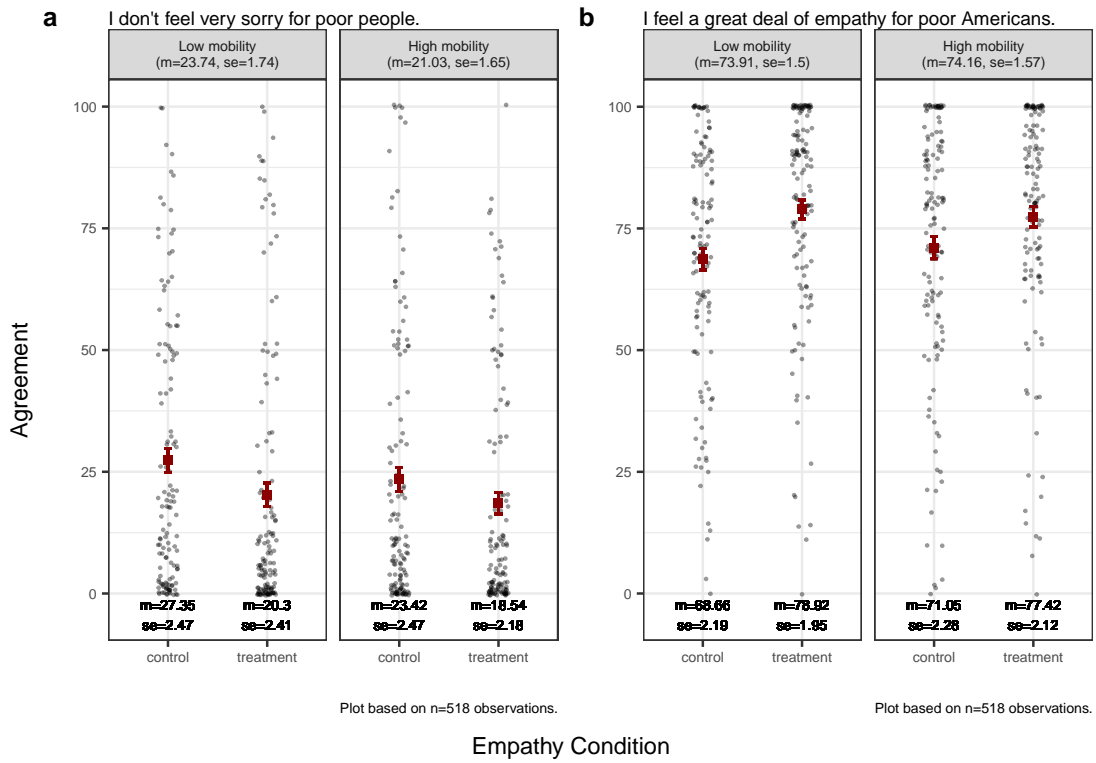 a
I don't feel very sorry for poor people.
Low mobility
(m=23.74, se=1.74)
High mobility
(m=21.03, se=1.65)
Agreement
100
75
50
25
0
m=27.35
se=2.47
m=20.3
se=2.41
m=23.42
se=2.47
m=18.54
se=2.18
control
treatment
control
treatment
Plot based on n=518 observations.
b
I feel a great deal of empathy for poor Americans.
Low mobility
(m=73.91, se=1.5)
High mobility
(m=74.16, se=1.57)
100
75
50
25
0
m=68.66
se=2.19
m=78.92
se=1.95
m=71.05
se=2.28
m=77.42
se=2.12
control
treatment
control
treatment
Plot based on n=518 observations.
Empathy Condition